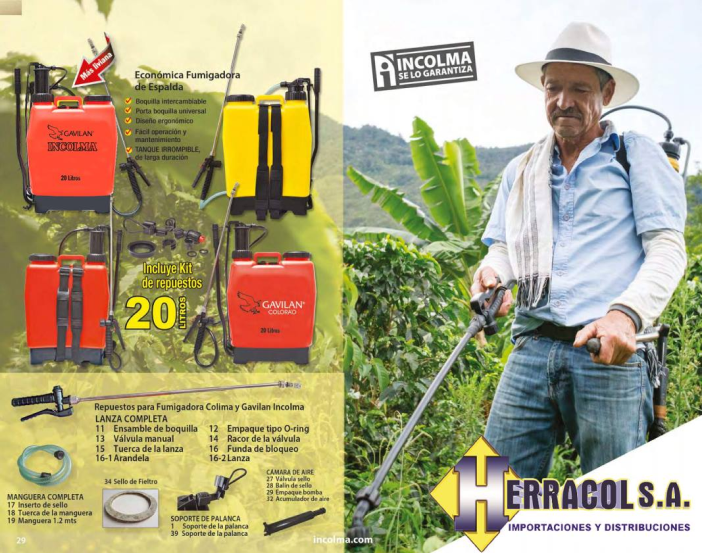 Más liviana
Económica Fumigadora
de Espalda
Boquilla intercambiable
Porta boquilla universal
Diseño ergonómico
Fácil operación y
mantenimiento
TANQUE IRROMPIBLE,
de larga duración
GAVILAN
INCOLMA
20 Litros
Incluye Kit
de repuestos
20 LITROS
GAVILAN
COLORAO
20 Litros
INCOLMA
SE LO GARANTIZA
Repuestos para Fumigadora Colima y Gavilan Incolma
LANZA COMPLETA
11 Ensamble de boquilla 12 Empaque tipo O-ring
13 Válvula manual 14 Racor de la válvula
15 Tuerca de la lanza 16 Funda de bloqueo
16-1 Arandela 16-2 Lanza
MANGUERA COMPLETA
17 Inserto de sello
18 Tuerca de la manguera
19 Manguera 1.2 mts
34 Sello de Fieltro
SOPORTE DE PALANCA
1 Soporte de la palanca
39 Soporte de la palanca
CÁMARA DE AIRE
27 Válvula sello
28 Balín de sello
29 Empaque bomba
32 Acumulador de aire
29
incolma.com
HERRACOL S.A.
IMPORTACIONES Y DISTRIBUCIONES